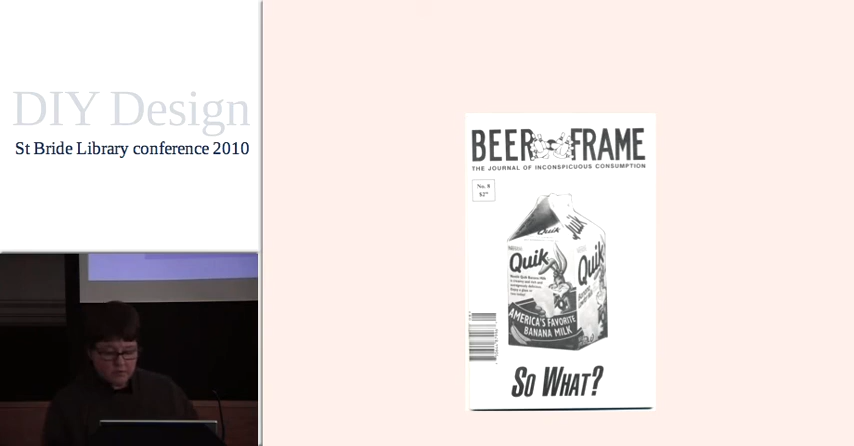 DIY Design
St Bride Library conference 2010
BEER FRAME
THE JOURNAL OF INCONSPICUOUS CONSUMPTION
No. 8
Quik
Quik
Quik
AMERICA'S FAVORITE
BANANA MILK
SO WHAT?